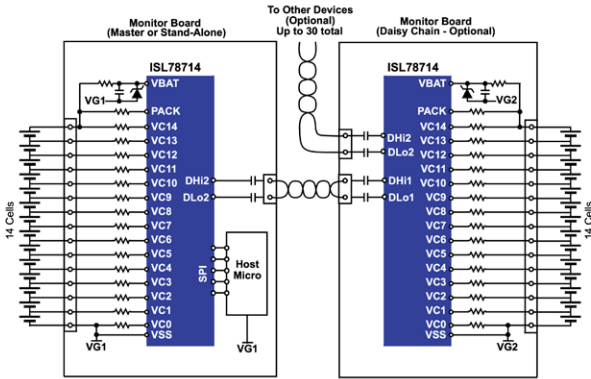 Monitor Board
(Master or Stand-Alone)
To Other Devices
(Optional)
Up to 30 total
Monitor Board
(Daisy Chain - Optional)
ISL78714
VBAT
VG1
PACK
VC14
VC13
VC12
VC11
VC10
VC9
VC8
VC7
VC6
VC5
VC4
VC3
VC2
VC1
VC0
VSS
VG1
14 Cells
DHi2
DLo2
SPI
Host
Micro
VG1
ISL78714
VBAT
VG2
PACK
VC14
VC13
VC12
VC11
VC10
VC9
VC8
VC7
VC6
VC5
VC4
VC3
VC2
VC1
VC0
VSS
VG2
DHi2
DLo2
DHi1
DLo1
14 Cells